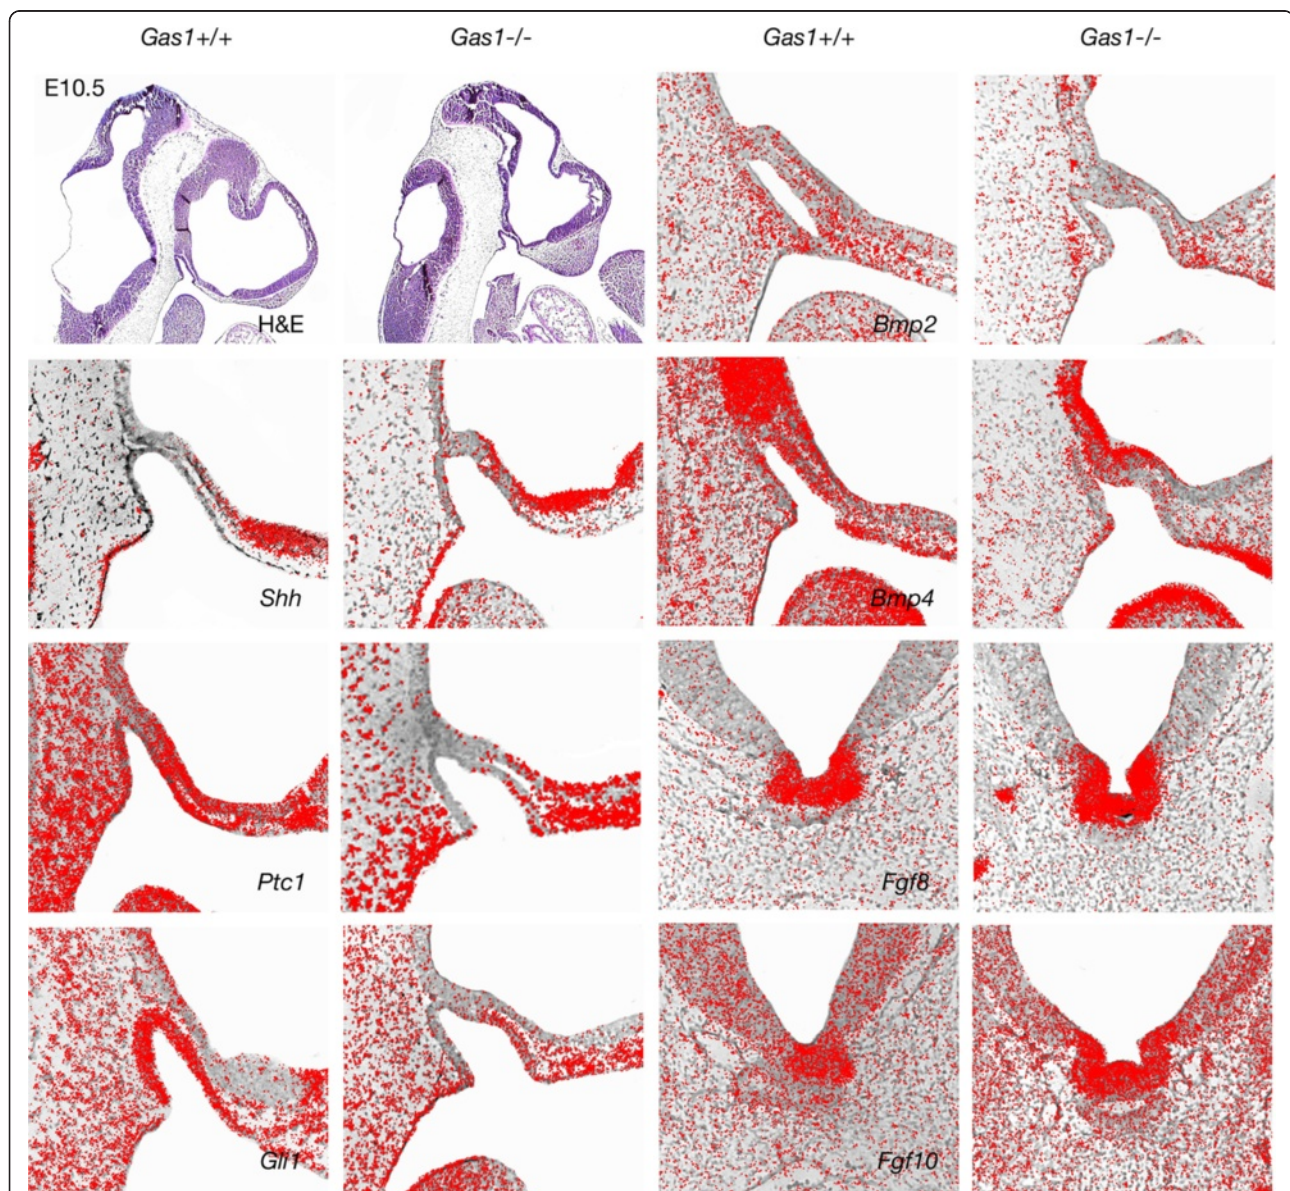 Gas1+/+ Gas1-/- Gas1+/+ Gas1-/-
E10.5
H&E
Bmp2
Shh
Bmp4
Ptc1
Fgf8
Gli1
Fgf10